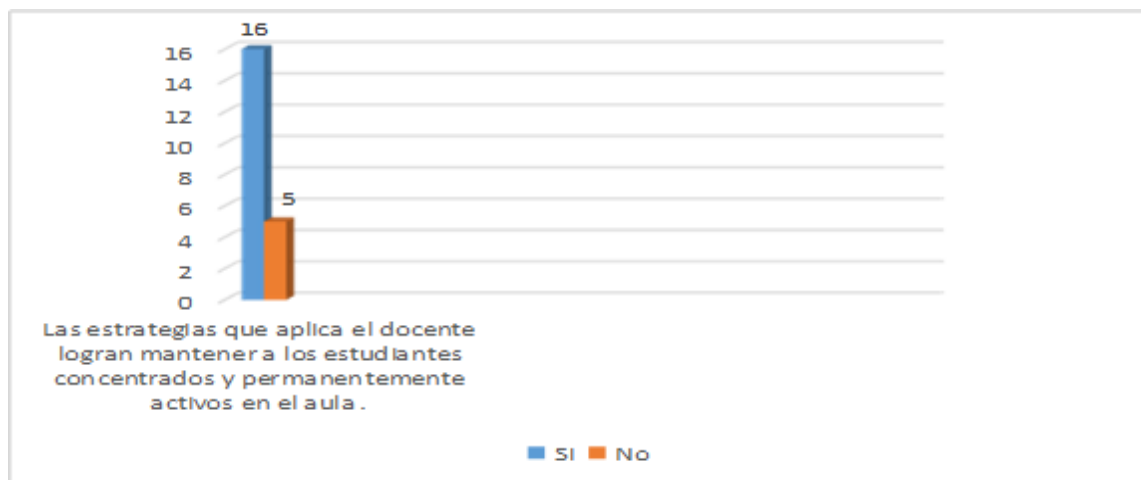 16
16
14
12
10
8
6
4
2
0
5
Las estrategias que aplica el docente
logran mantener a los estudiantes
concentrados y permanentemente
activos en el aula.
SI No